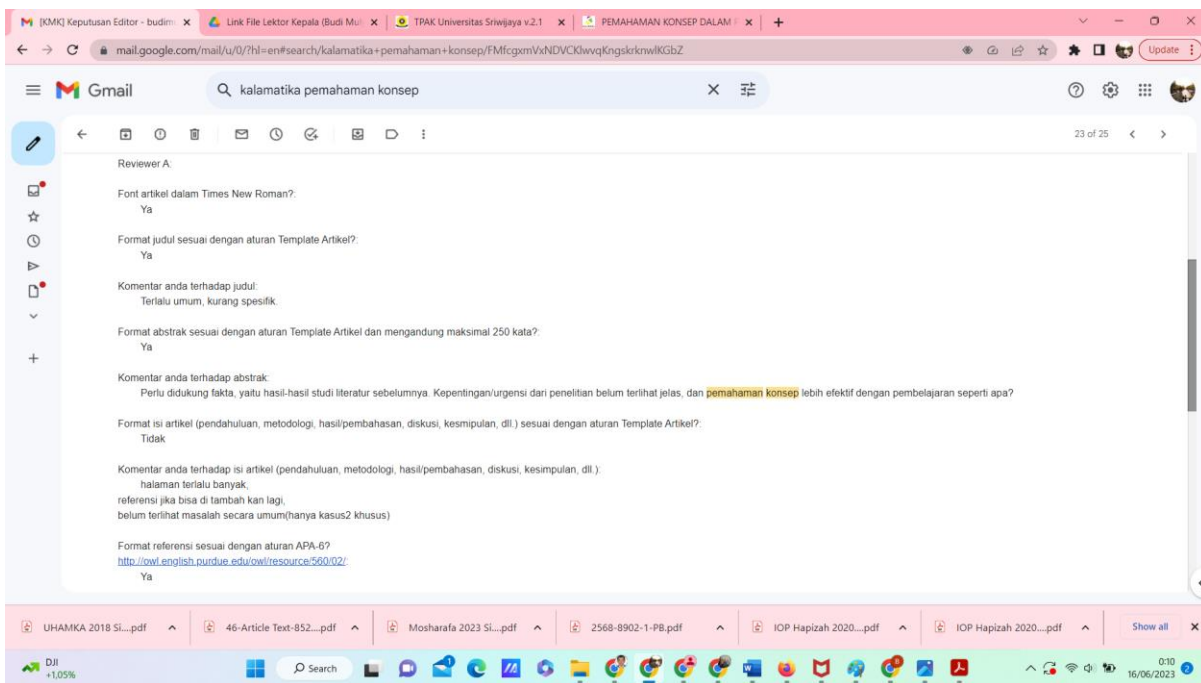 [KMK] Keputusan Editor - budim
Link File Lektor Kepala (Budi Mul
TPAK Universitas Sriwijaya v.2.1
PEMAHAMAN KONSEP DALAM
mail.google.com/mail/u/0/?hl=en#search/kalamatika+pemahaman+konsep/FMfcgxmVxNDVCKlwvqKngskrknwlKGbZ
Update
Gmail
kalamatika pemahaman konsep
23 of 25
Reviewer A:
Font artikel dalam Times New Roman?:
Ya
Format judul sesuai dengan aturan Template Artikel?:
Ya
Komentar anda terhadap judul:
Terlalu umum, kurang spesifik.
Format abstrak sesuai dengan aturan Template Artikel dan mengandung maksimal 250 kata?:
Ya
Komentar anda terhadap abstrak:
Perlu didukung fakta, yaitu hasil-hasil studi literatur sebelumnya. Kepentingan/urgensi dari penelitian belum terlihat jelas, dan pemahaman konsep lebih efektif dengan pembelajaran seperti apa?
Format isi artikel (pendahuluan, metodologi, hasil/pembahasan, diskusi, kesmipulan, dll.) sesuai dengan aturan Template Artikel?:
Tidak
Komentar anda terhadap isi artikel (pendahuluan, metodologi, hasil/pembahasan, diskusi, kesimpulan, dll.):
halaman terlalu banyak,
referensi jika bisa di tambah kan lagi,
belum terlihat masalah secara umum(hanya kasus2 khusus)
Format referensi sesuai dengan aturan APA-6?
http://owl.english.purdue.edu/owl/resource/560/02/:
Ya
UHAMKA 2018 Si....pdf
46-Article Text-852....pdf
Mosharafa 2023 Si....pdf
2568-8902-1-PB.pdf
IOP Hapizah 2020....pdf
IOP Hapizah 2020....pdf
Show all
DJI
+1,05%
Search
0:10
16/06/2023
2